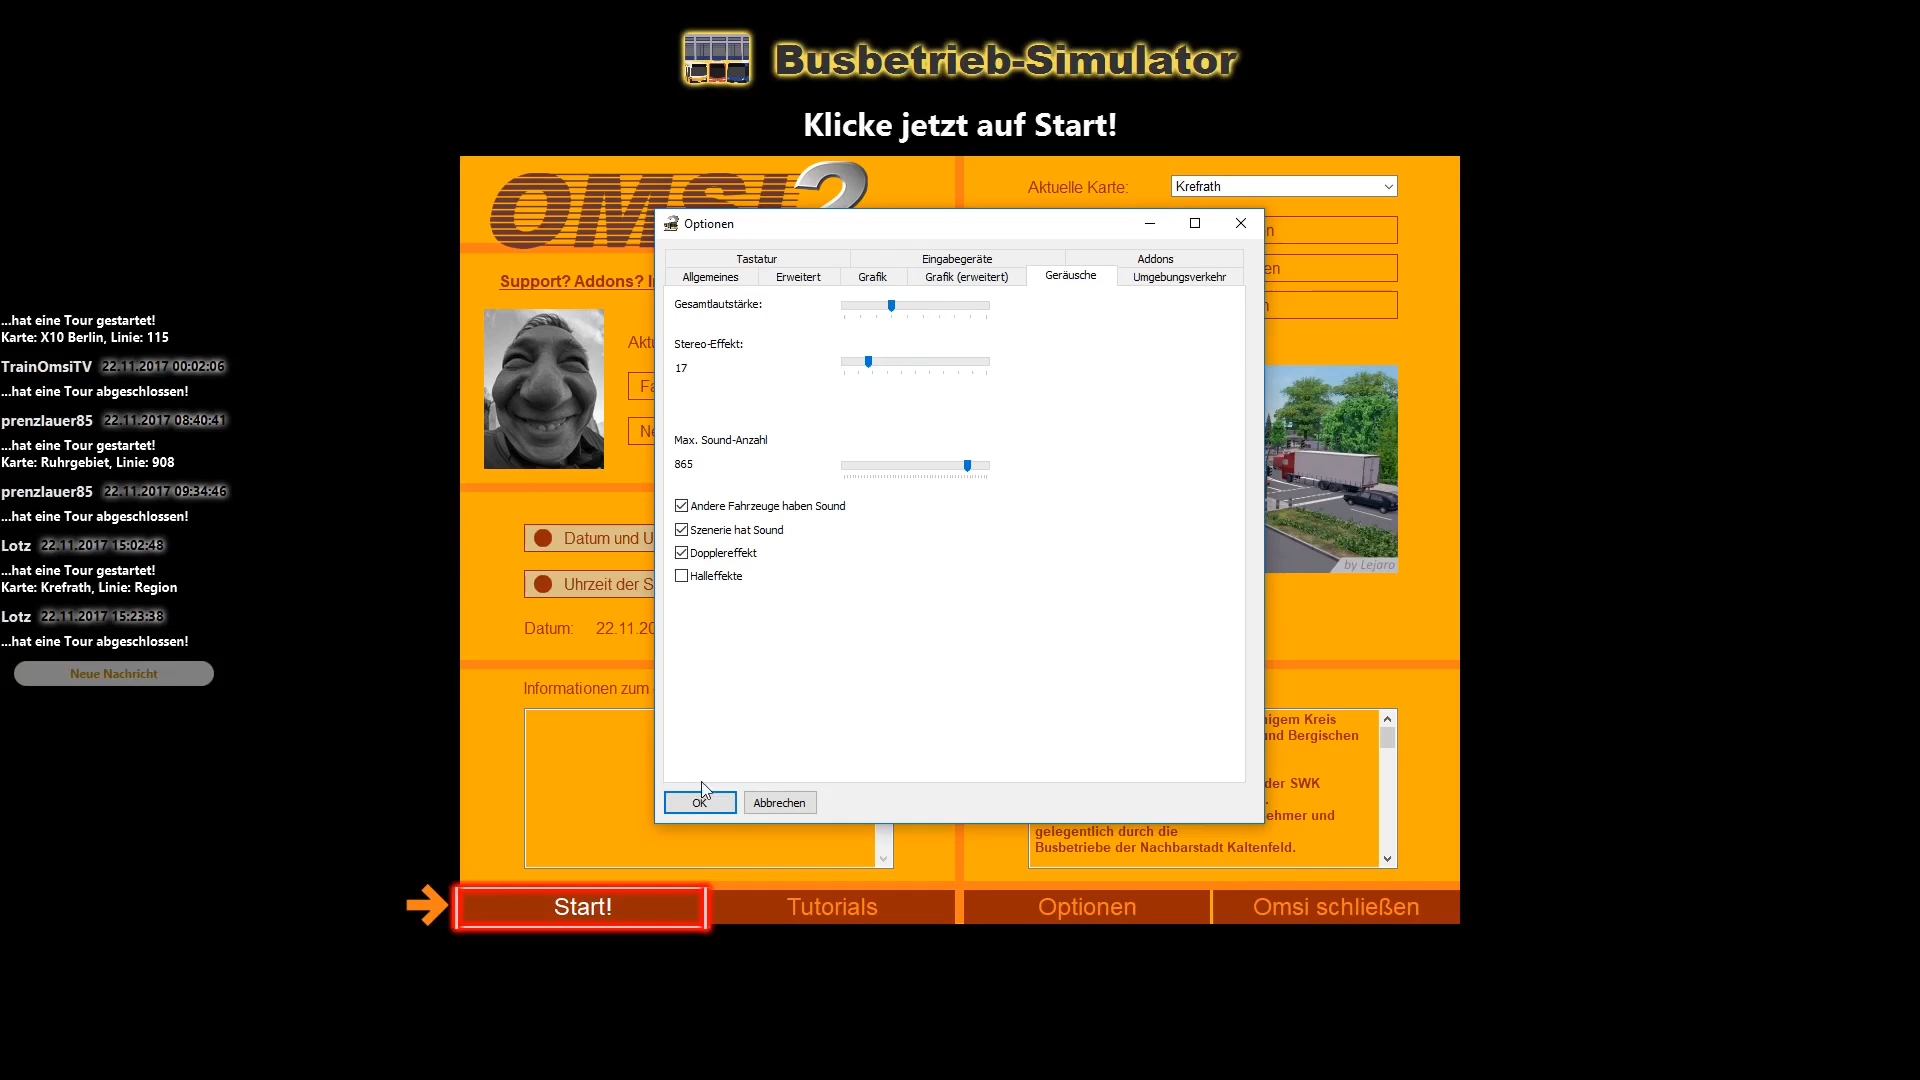 Busbetrieb-Simulator
Klicke jetzt auf Start!
OMSI 2
Aktuelle Karte:
Krefrath
Optionen
Tastatur
Eingabegeräte
Addons
Allgemeines
Erweitert
Grafik
Grafik (erweitert)
Geräusche
Umgebungsverkehr
Gesamtlautstärke:
Stereo-Effekt:
17
Max. Sound-Anzahl
865
Andere Fahrzeuge haben Sound
Szenerie hat Sound
Dopplereffekt
Halleffekte
OK
Abbrechen
Support? Addons?
Datum und U
Uhrzeit der S
Datum:
22.11.20
Informationen zum
by Lejaro
nigem Kreis
und Bergischen
der SWK
ehmer und
gelegentlich durch die
Busbetriebe der Nachbarstadt Kaltenfeld.
Start!
Tutorials
Optionen
Omsi schließen
...hat eine Tour gestartet!
Karte: X10 Berlin, Linie: 115
TrainOmsiTV 22.11.2017 00:02:06
...hat eine Tour abgeschlossen!
prenzlauer85 22.11.2017 08:40:41
...hat eine Tour gestartet!
Karte: Ruhrgebiet, Linie: 908
prenzlauer85 22.11.2017 09:34:46
...hat eine Tour abgeschlossen!
Lotz 22.11.2017 15:02:48
...hat eine Tour gestartet!
Karte: Krefrath, Linie: Region
Lotz 22.11.2017 15:23:38
...hat eine Tour abgeschlossen!
Neue Nachricht